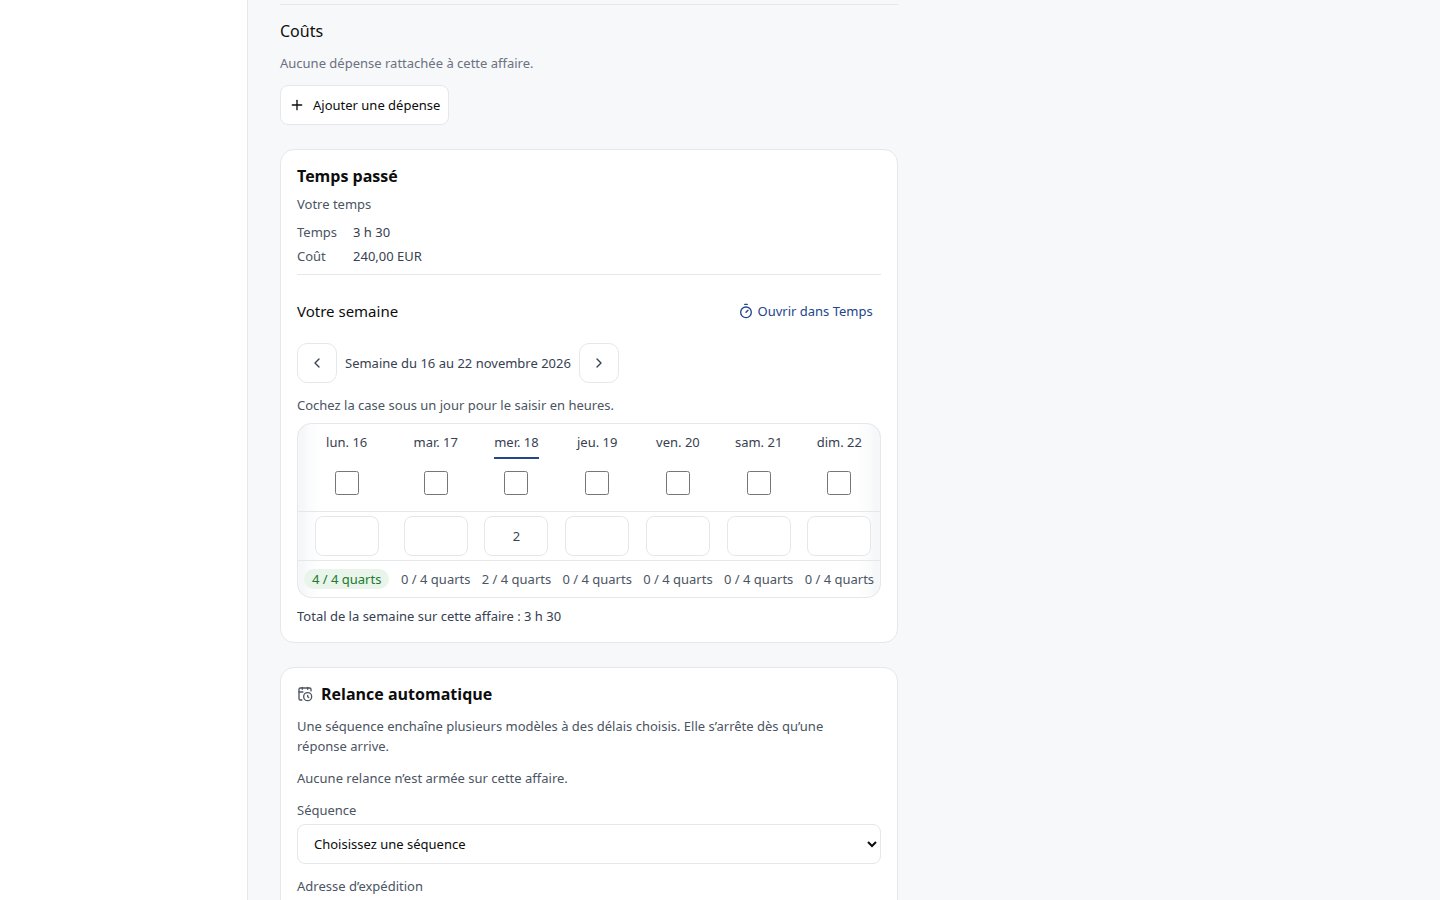 Coûts
Aucune dépense rattachée à cette affaire.
Ajouter une dépense
Temps passé
Votre temps
Temps 3 h 30
Coût 240,00 EUR
Votre semaine
Ouvrir dans Temps
Semaine du 16 au 22 novembre 2026
Cochez la case sous un jour pour le saisir en heures.
lun. 16 mar. 17 mer. 18 jeu. 19 ven. 20 sam. 21 dim. 22
2
4 / 4 quarts 0 / 4 quarts 2 / 4 quarts 0 / 4 quarts 0 / 4 quarts 0 / 4 quarts 0 / 4 quarts
Total de la semaine sur cette affaire : 3 h 30
Relance automatique
Une séquence enchaîne plusieurs modèles à des délais choisis. Elle s’arrête dès qu’une
réponse arrive.
Aucune relance n’est armée sur cette affaire.
Séquence
Choisissez une séquence
Adresse d’expédition